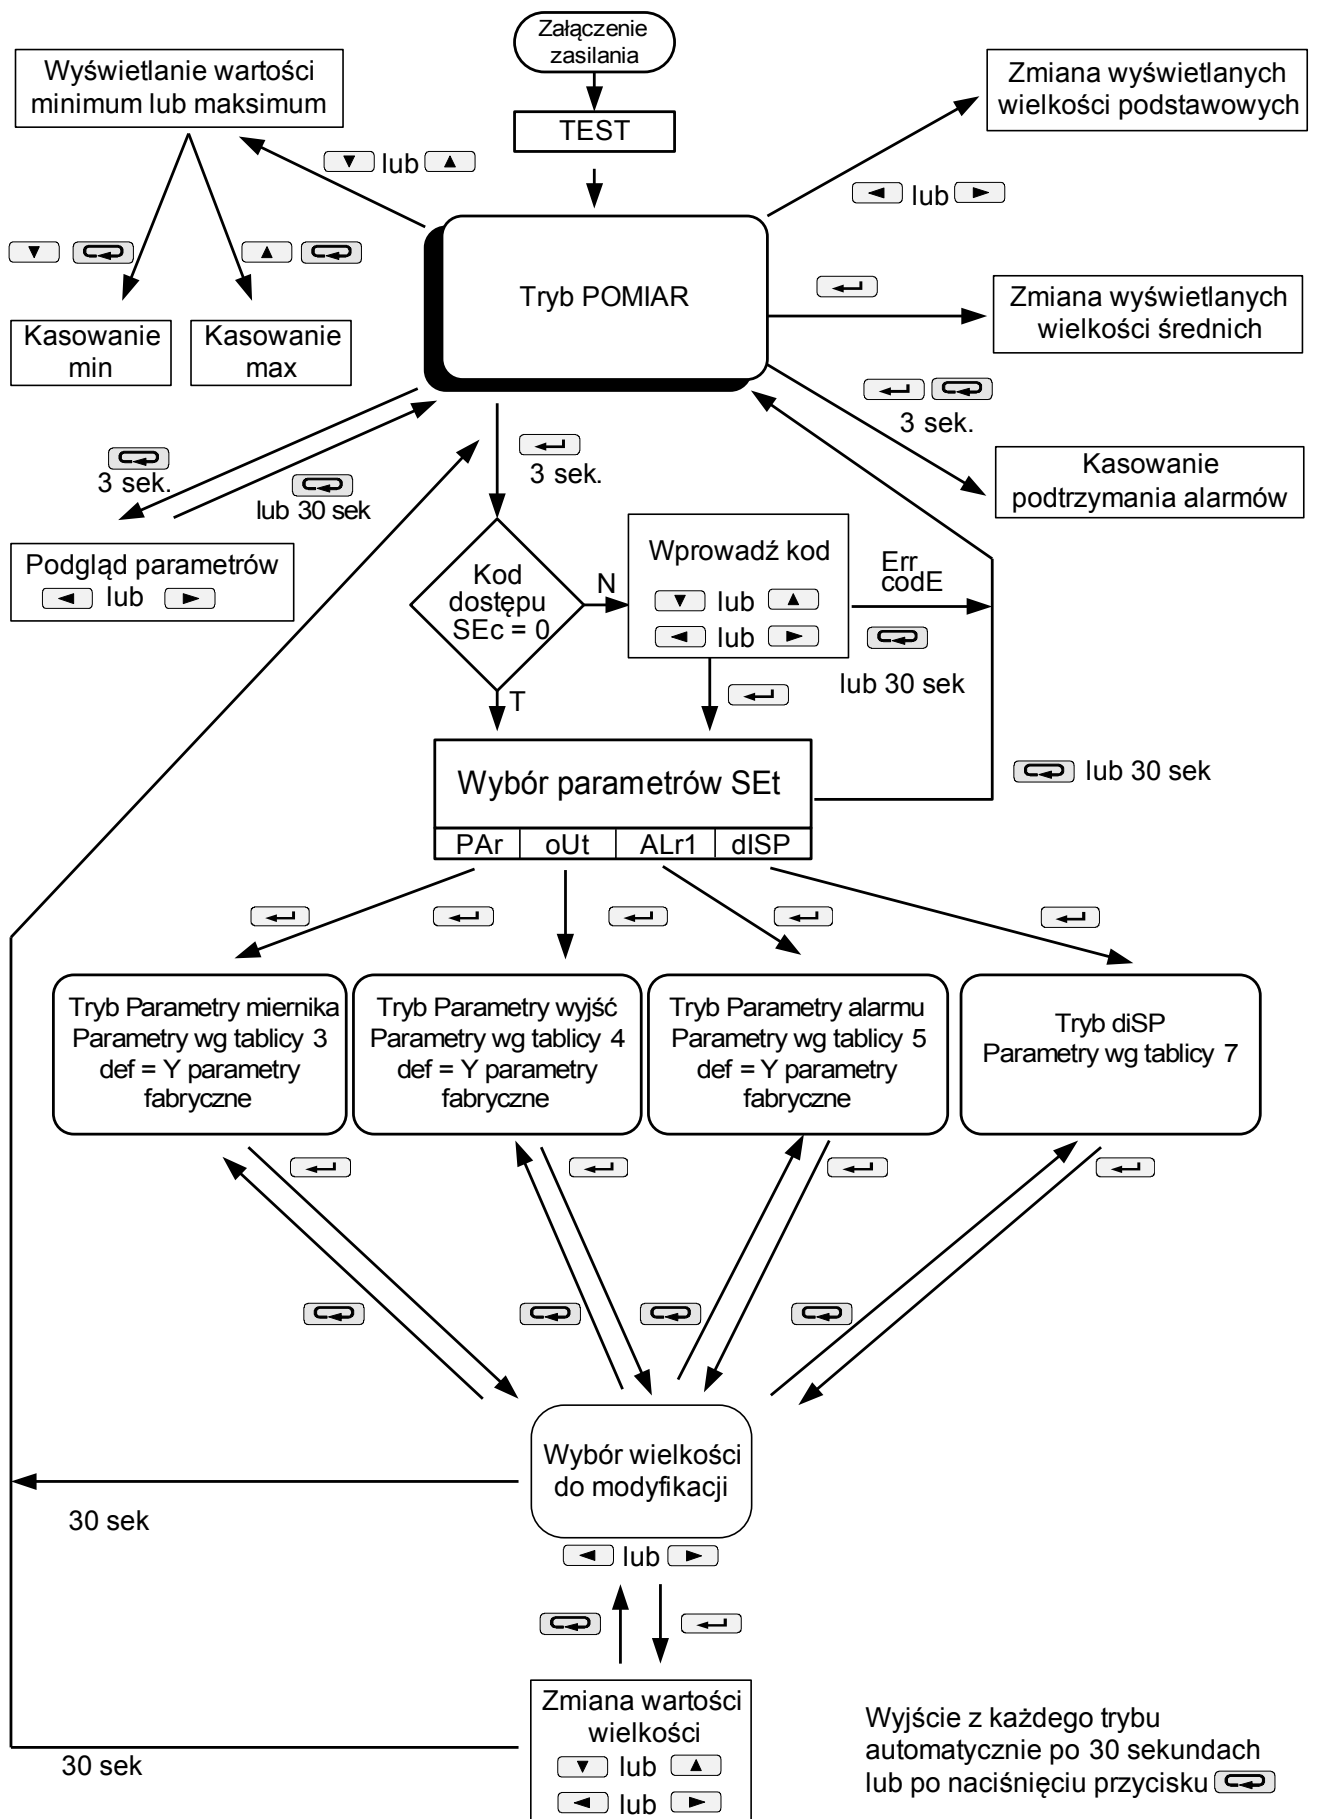 Załączenie
zasilania
TEST
Wyświetlanie wartości
minimum lub maksimum
Zmiana wyświetlanych
wielkości podstawowych
lub
lub
Tryb POMIAR
Kasowanie
min
Kasowanie
max
Zmiana wyświetlanych
wielkości średnich
3 sek.
Kasowanie
podtrzymania alarmów
3 sek.
lub 30 sek
3 sek.
Podgląd parametrów
lub
Kod
dostępu
SEc = 0
N
T
Wprowadź kod
lub
lub
Err
codE
lub 30 sek
Wybór parametrów SEt
PAr oUt ALr1 dISP
lub 30 sek
Tryb Parametry miernika
Parametry wg tablicy 3
def = Y parametry
fabryczne
Tryb Parametry wyjść
Parametry wg tablicy 4
def = Y parametry
fabryczne
Tryb Parametry alarmu
Parametry wg tablicy 5
def = Y parametry
fabryczne
Tryb diSP
Parametry wg tablicy 7
Wybór wielkości
do modyfikacji
30 sek
lub
Zmiana wartości
wielkości
lub
lub
30 sek
Wyjście z każdego trybu
automatycznie po 30 sekundach
lub po naciśnięciu przycisku